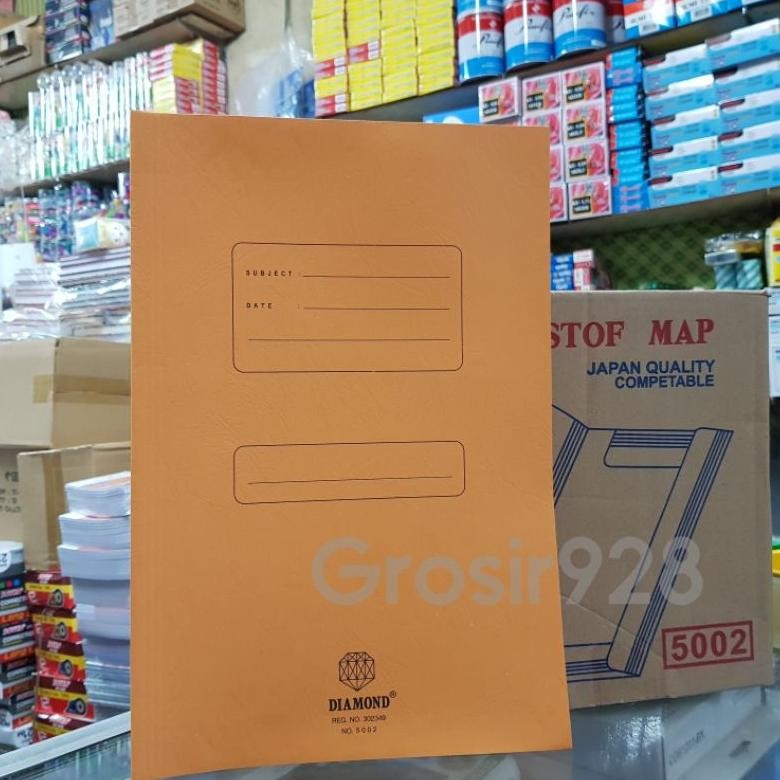 SUBJECT :
DATE :
DIAMOND®
REG. NO. 302349
NO. 5002
STOF MAP
JAPAN QUALITY
COMPETABLE
5002
Grosir928